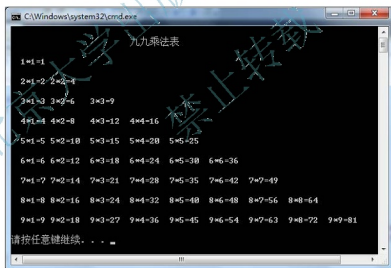 C:\Windows\system32\cmd.exe
九九乘法表
1*1=1
2*1=2 2*2=4
3*1=3 3*2=6 3*3=9
4*1=4 4*2=8 4*3=12 4*4=16
5*1=5 5*2=10 5*3=15 5*4=20 5*5=25
6*1=6 6*2=12 6*3=18 6*4=24 6*5=30 6*6=36
7*1=7 7*2=14 7*3=21 7*4=28 7*5=35 7*6=42 7*7=49
8*1=8 8*2=16 8*3=24 8*4=32 8*5=40 8*6=48 8*7=56 8*8=64
9*1=9 9*2=18 9*3=27 9*4=36 9*5=45 9*6=54 9*7=63 9*8=72 9*9=81
请按任意键继续. . .
大学出
禁止转载